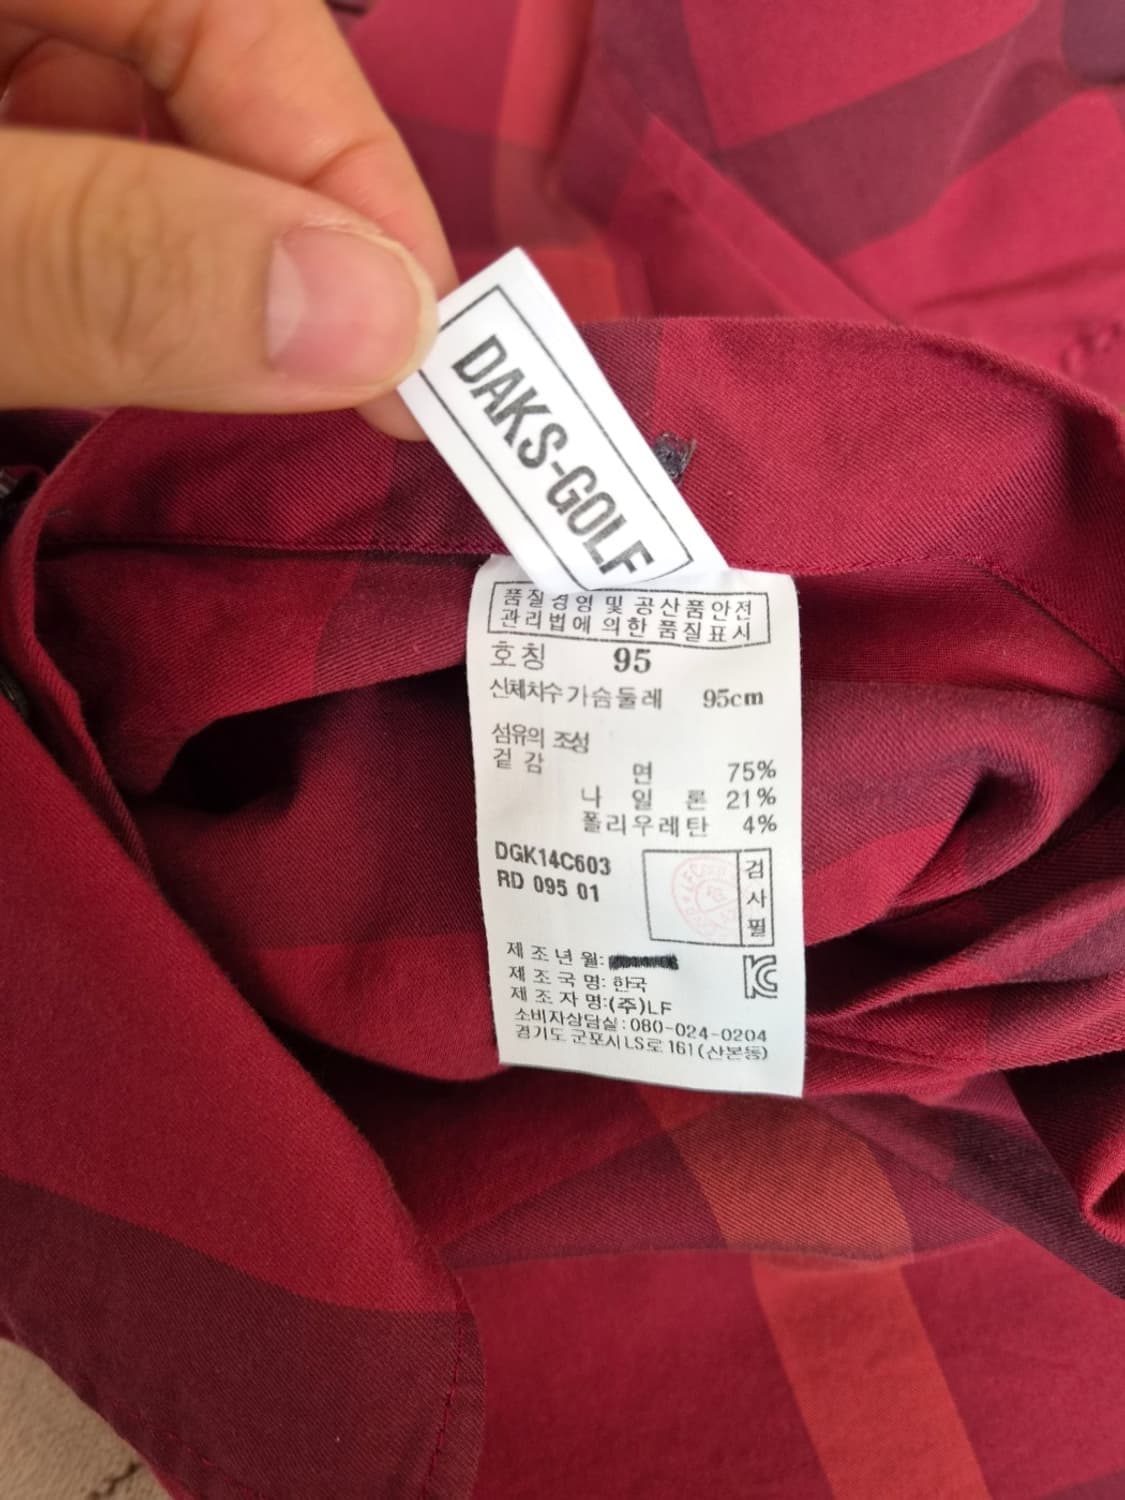 DAKS-GOLF
품질경영 및 공산품안전
관리법에 의한 품질표시
호칭 95
신체치수 가슴둘레 95cm
섬유의 조성
겉감
면 75%
나일론 21%
폴리우레탄 4%
DGK14C603
RD 095 01
검사필
제조년월:
제조국명: 한국
제조자명:(주)LF
소비자상담실:080-024-0204
경기도 군포시LS로 161(산본동)